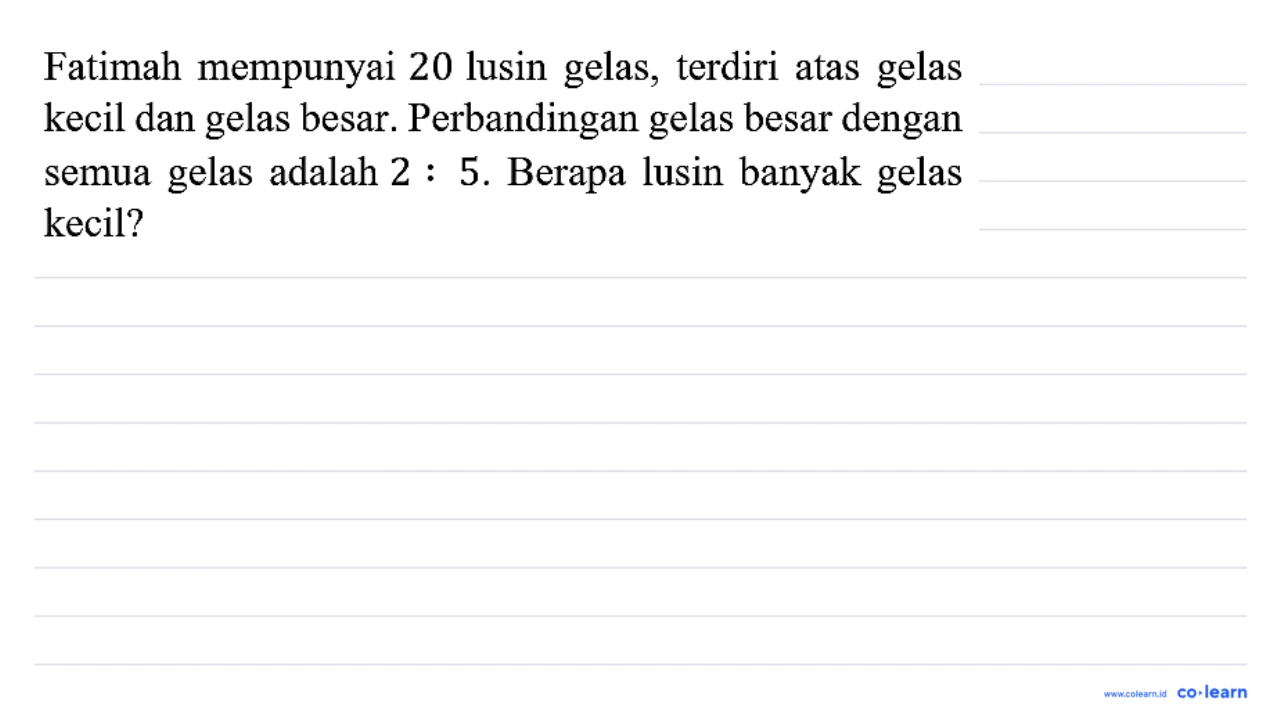 Fatimah mempunyai 20 lusin gelas, terdiri atas gelas
kecil dan gelas besar. Perbandingan gelas besar dengan
semua gelas adalah 2 : 5. Berapa lusin banyak gelas
kecil?
www.colearn.id co·learn